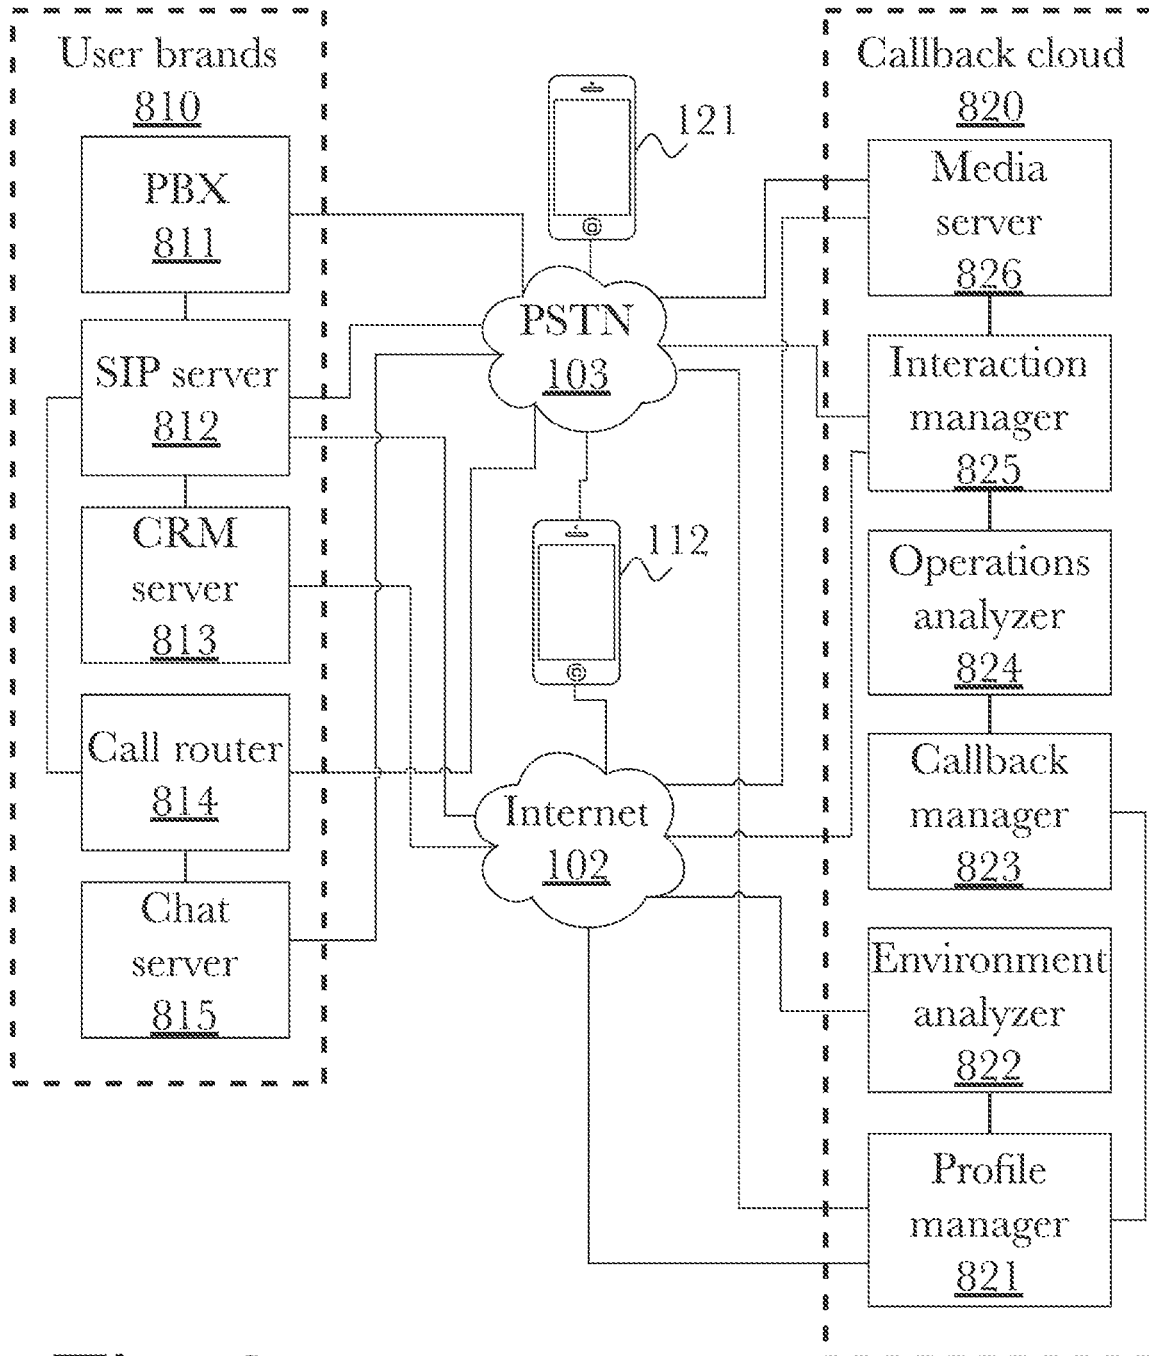 User brands
810
PBX
811
SIP server
812
CRM
server
813
Call router
814
Chat
server
815
121
PSTN
103
112
Internet
102
Callback cloud
820
Media
server
826
Interaction
manager
825
Operations
analyzer
824
Callback
manager
823
Environment
analyzer
822
Profile
manager
821